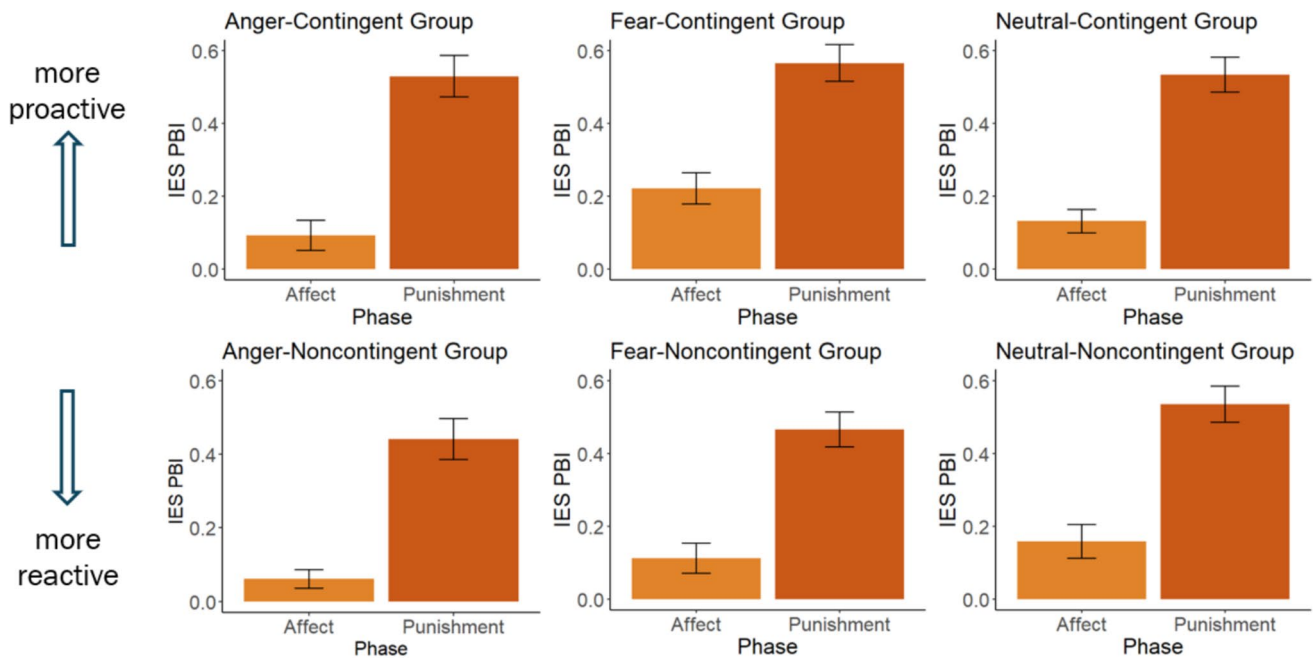 more
proactive
more
reactive
Anger-Contingent Group
IES PBI
0.6
0.4
0.2
0.0
Affect
Punishment
Phase
Fear-Contingent Group
IES PBI
0.6
0.4
0.2
0.0
Affect
Punishment
Phase
Neutral-Contingent Group
IES PBI
0.6
0.4
0.2
0.0
Affect
Punishment
Phase
Anger-Noncontingent Group
IES PBI
0.6
0.4
0.2
0.0
Affect
Punishment
Phase
Fear-Noncontingent Group
IES PBI
0.6
0.4
0.2
0.0
Affect
Punishment
Phase
Neutral-Noncontingent Group
IES PBI
0.6
0.4
0.2
0.0
Affect
Punishment
Phase